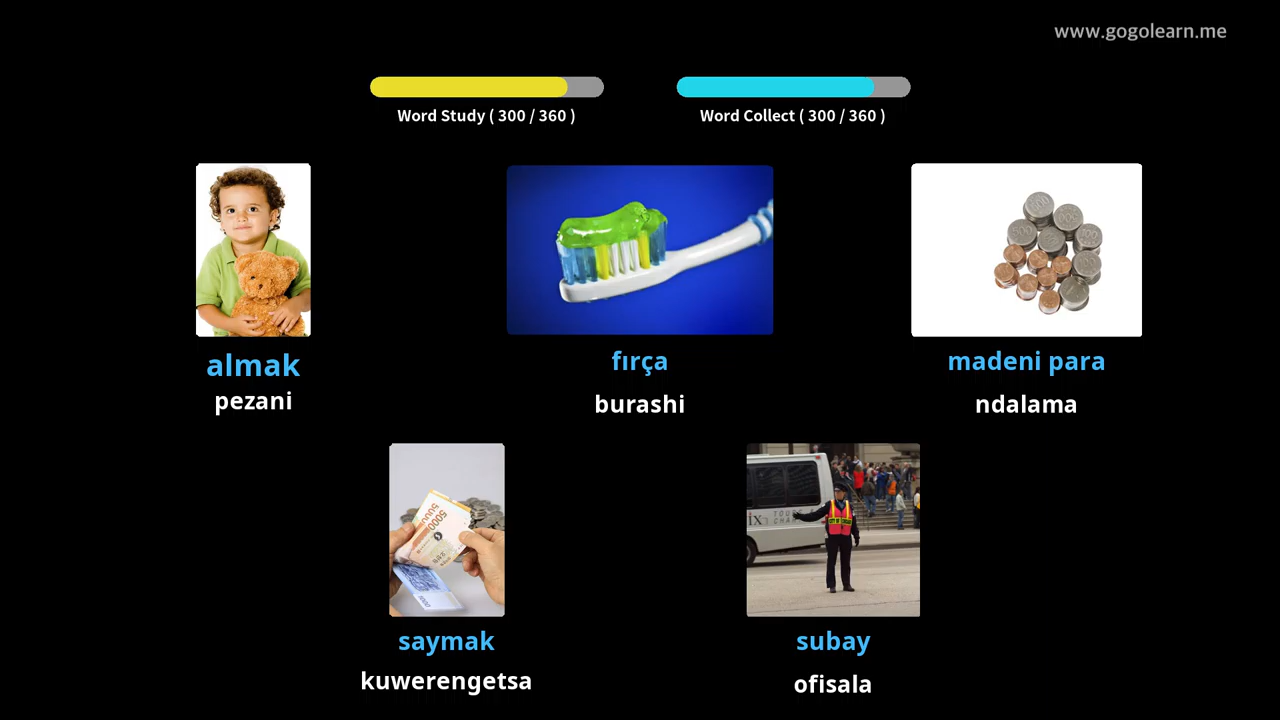 www.gogolearn.me
Word Study ( 300 / 360 )
Word Collect ( 300 / 360 )
almak
pezani
fırça
burashi
madeni para
ndalama
saymak
kuwerengetsa
subay
ofisala
5000